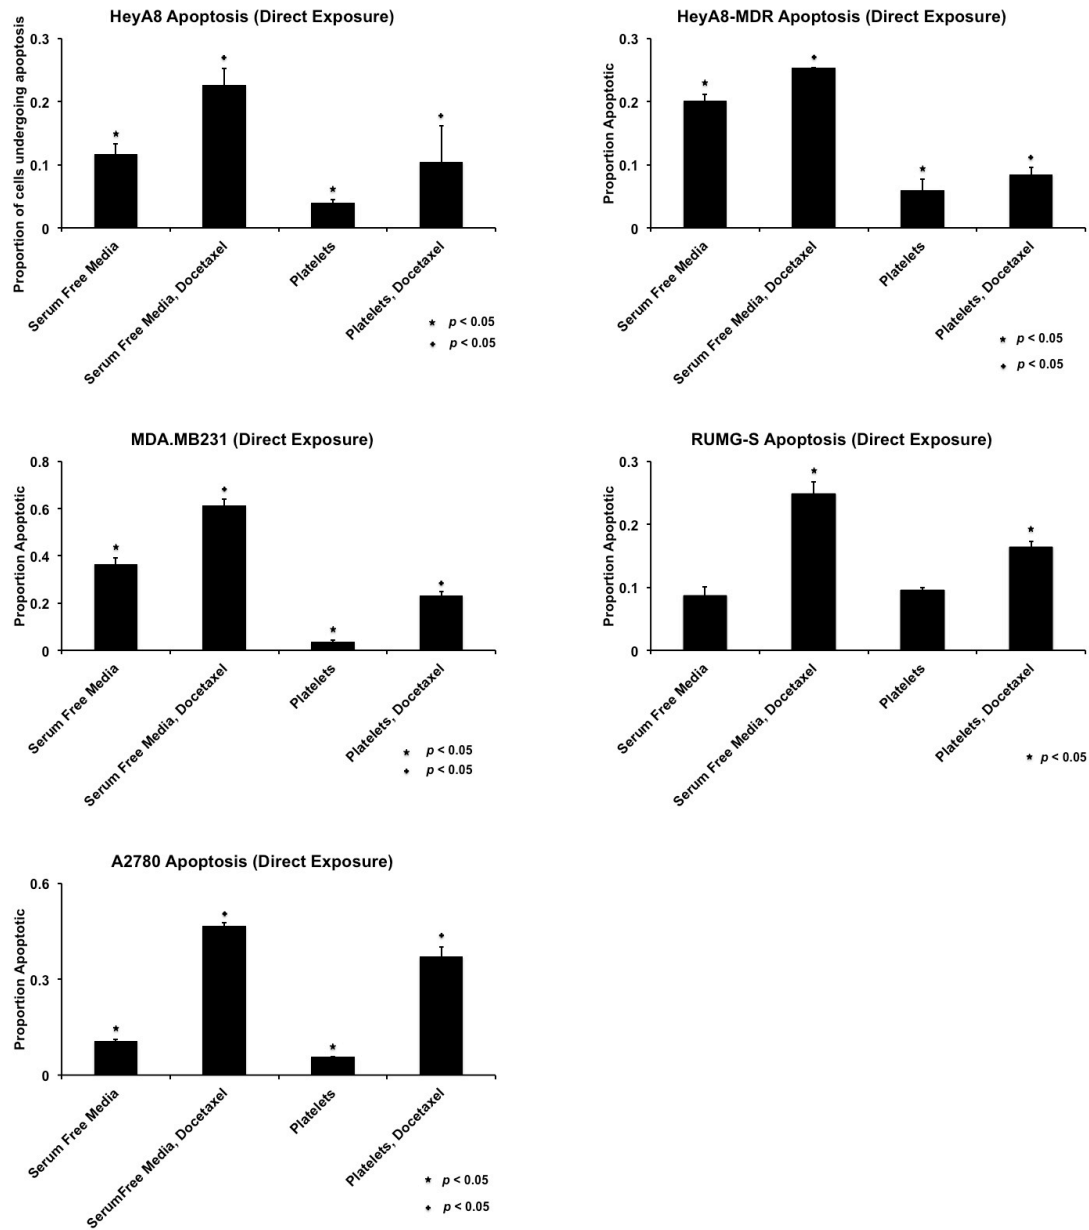 HeyA8 Apoptosis (Direct Exposure)
Proportion of cells undergoing apoptosis
0.3
0.2
0.1
0
Serum Free Media
Serum Free Media, Docetaxel
Platelets
Platelets, Docetaxel
★ p < 0.05
✦ p < 0.05
HeyA8-MDR Apoptosis (Direct Exposure)
Proportion Apoptotic
0.3
0.2
0.1
0
Serum Free Media
Serum Free Media, Docetaxel
Platelets
Platelets, Docetaxel
★ p < 0.05
✦ p < 0.05
MDA.MB231 (Direct Exposure)
Proportion Apoptotic
0.8
0.6
0.4
0.2
0
Serum Free Media
Serum Free Media, Docetaxel
Platelets
Platelets, Docetaxel
★ p < 0.05
✦ p < 0.05
RUMG-S Apoptosis (Direct Exposure)
Proportion Apoptotic
0.3
0.2
0.1
0
Serum Free Media
Serum Free Media, Docetaxel
Platelets
Platelets, Docetaxel
★ p < 0.05
A2780 Apoptosis (Direct Exposure)
Proportion Apoptotic
0.6
0.3
0
Serum Free Media
SerumFree Media, Docetaxel
Platelets
Platelets, Docetaxel
★ p < 0.05
✦ p < 0.05